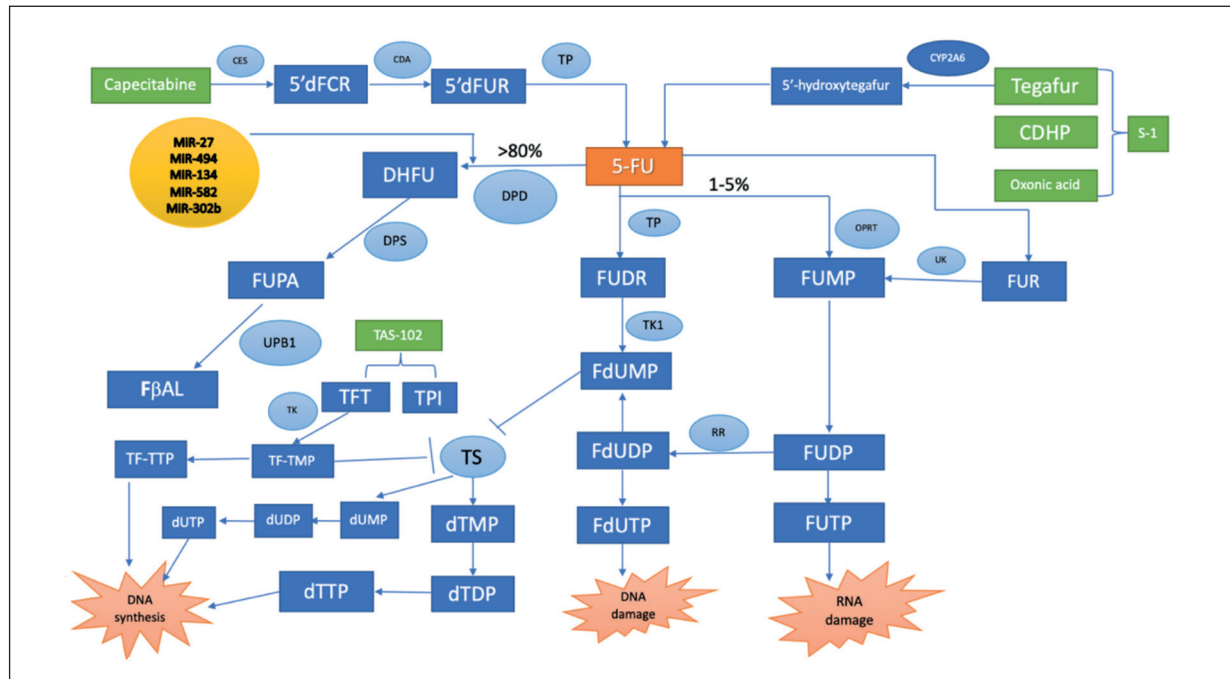 CES
CDA
TP
CYP2A6
Capecitabine
5'dFCR
5'dFUR
5'-hydroxytegafur
Tegafur
CDHP
S-1
Oxonic acid
MiR-27
MiR-494
MiR-134
MiR-582
MiR-302b
>80%
DHFU
DPD
5-FU
1-5%
DPS
TP
OPRT
UK
FUPA
FUDR
FUMP
FUR
UPB1
TAS-102
TK1
FβAL
TFT
TPI
FdUMP
TK
TF-TTP
TF-TMP
TS
FdUDP
RR
FUDP
dUTP
dUDP
dUMP
dTMP
FdUTP
FUTP
dTTP
dTDP
DNA
synthesis
DNA
damage
RNA
damage